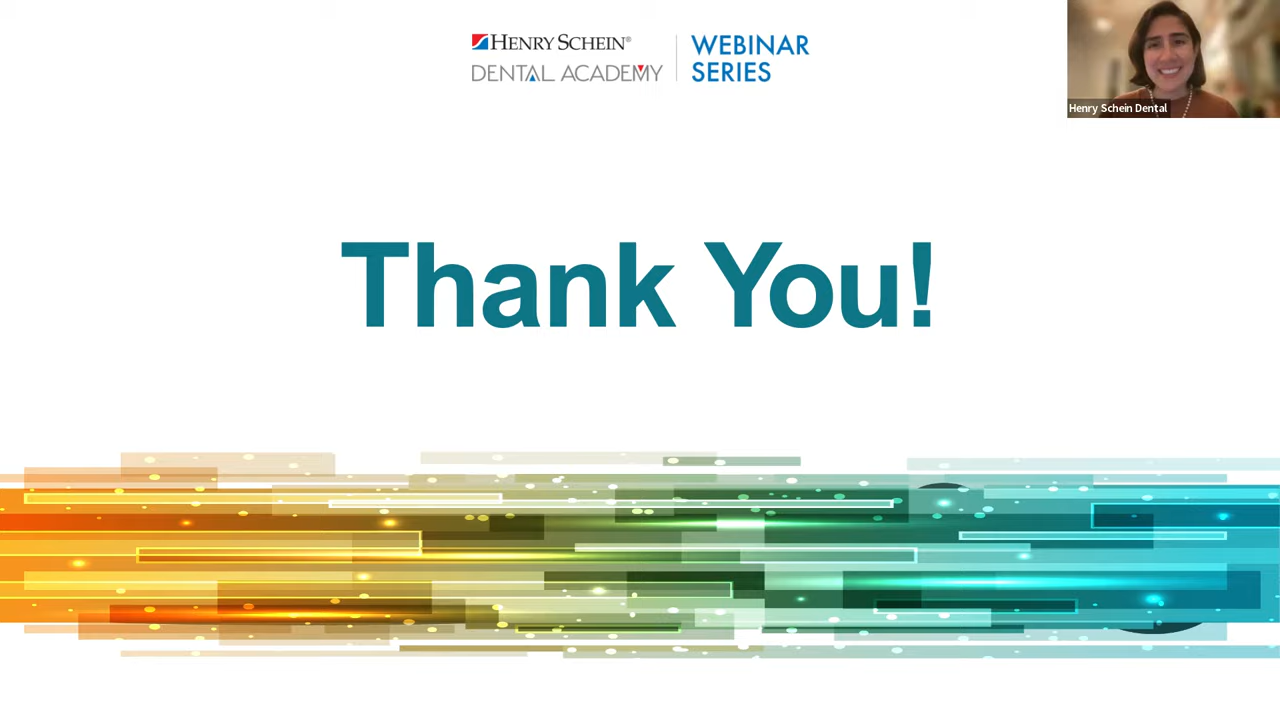 HENRY SCHEIN®
DENTAL ACADEMY
WEBINAR
SERIES
Henry Schein Dental
Thank You!